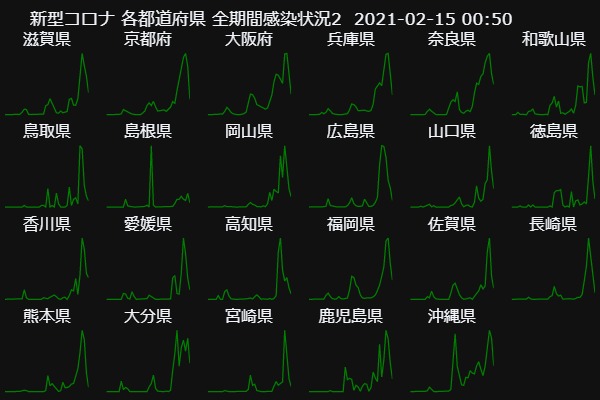 新型コロナ 各都道府県 全期間感染状況2 2021-02-15 00:50
滋賀県 京都府 大阪府 兵庫県 奈良県 和歌山県
鳥取県 島根県 岡山県 広島県 山口県 徳島県
香川県 愛媛県 高知県 福岡県 佐賀県 長崎県
熊本県 大分県 宮崎県 鹿児島県 沖縄県